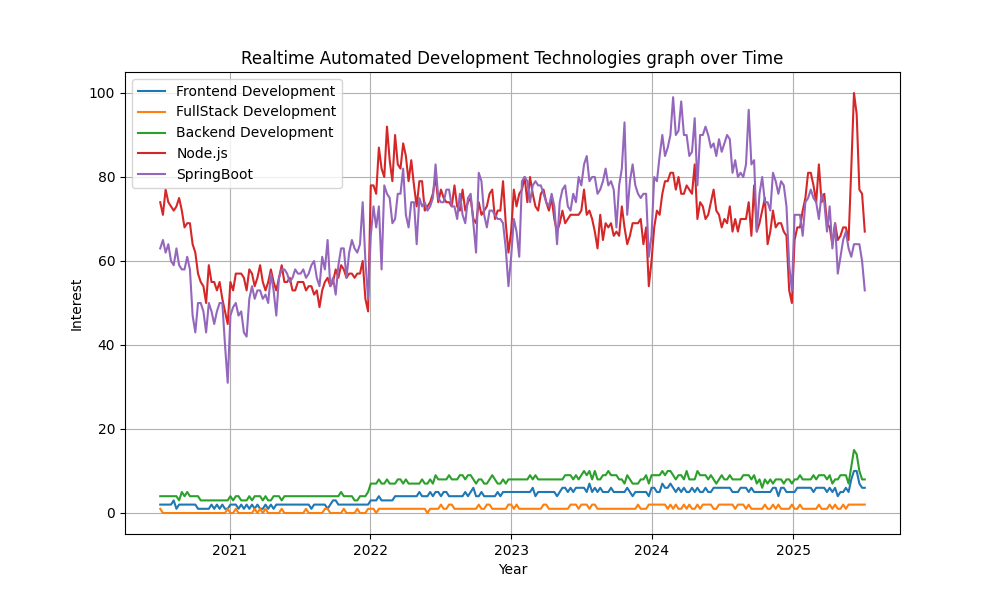 Realtime Automated Development Technologies graph over Time
Frontend Development
FullStack Development
Backend Development
Node.js
SpringBoot
100
80
60
40
20
0
Interest
2021 2022 2023 2024 2025
Year